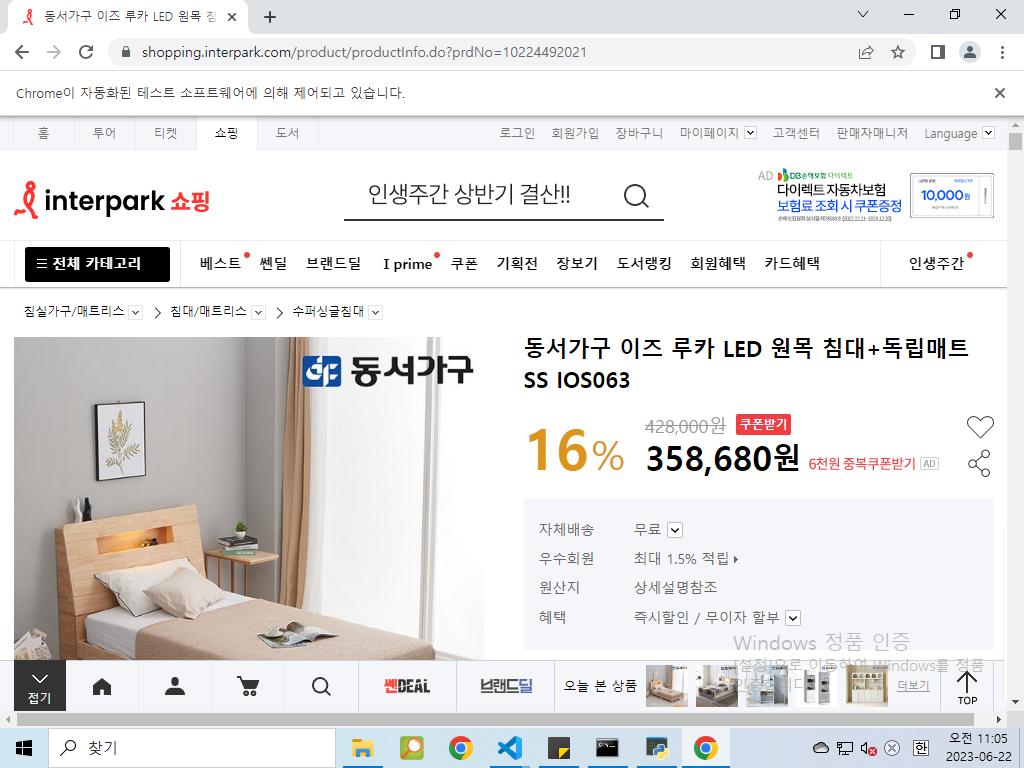 동서가구 이즈 루카 LED 원목 침
shopping.interpark.com/product/productInfo.do?prdNo=10224492021
Chrome이 자동화된 테스트 소프트웨어에 의해 제어되고 있습니다.
홈 투어 티켓 쇼핑 도서 로그인 회원가입 장바구니 마이페이지 고객센터 판매자매니저 Language
interpark 쇼핑
인생주간 상반기 결산!!
AD DB손해보험 다이렉트
다이렉트 자동차보험
보험료 조회 시 쿠폰증정
10,000원
전체 카테고리 베스트 쎈딜 브랜드딜 I prime 쿠폰 기획전 장보기 도서랭킹 회원혜택 카드혜택 인생주간
침실가구/매트리스 침대/매트리스 수퍼싱글침대
동서가구
동서가구 이즈 루카 LED 원목 침대+독립매트
SS IOS063
16%
428,000원 쿠폰받기
358,680원 6천원 중복쿠폰받기 AD
자체배송 무료
우수회원 최대 1.5% 적립
원산지 상세설명참조
혜택 즉시할인 / 무이자 할부
Windows 정품 인증
[설정]으로 이동하여 Windows를 정품
접기
쎈DEAL
브랜드딜
오늘 본 상품
더보기
TOP
찾기
한
오전 11:05
2023-06-22